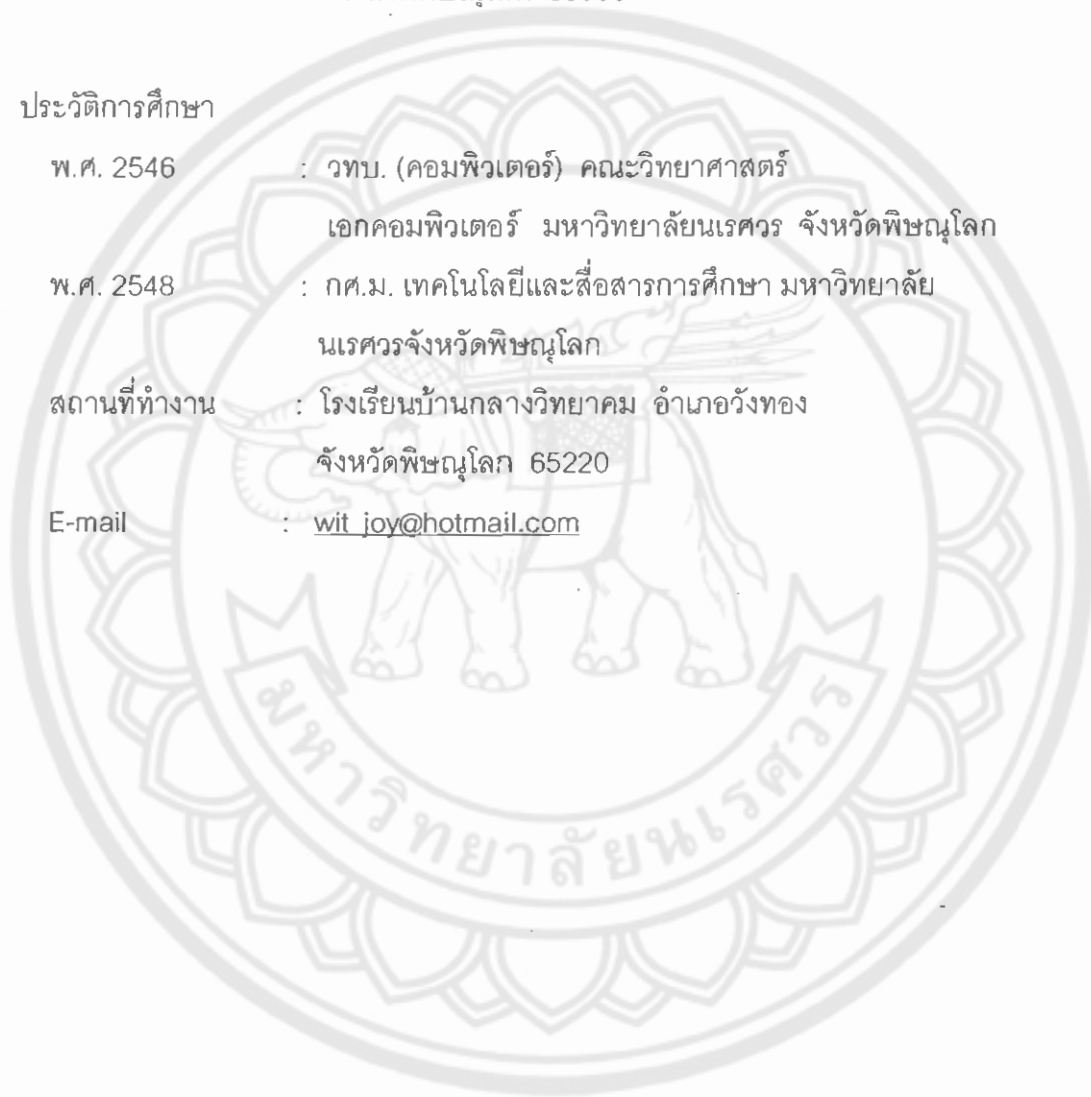 ประวัติการศึกษา
พ.ศ. 2546 : วทบ. (คอมพิวเตอร์) คณะวิทยาศาสตร์
เอกคอมพิวเตอร์ มหาวิทยาลัยนเรศวร จังหวัดพิษณุโลก
พ.ศ. 2548 : กศ.ม. เทคโนโลยีและสื่อสารการศึกษา มหาวิทยาลัย
นเรศวรจังหวัดพิษณุโลก
สถานที่ทำงาน : โรงเรียนบ้านกลางวิทยาคม อำเภอวังทอง
จังหวัดพิษณุโลก 65220
E-mail : wit_joy@hotmail.com
มหาวิทยาลัยนเรศวร